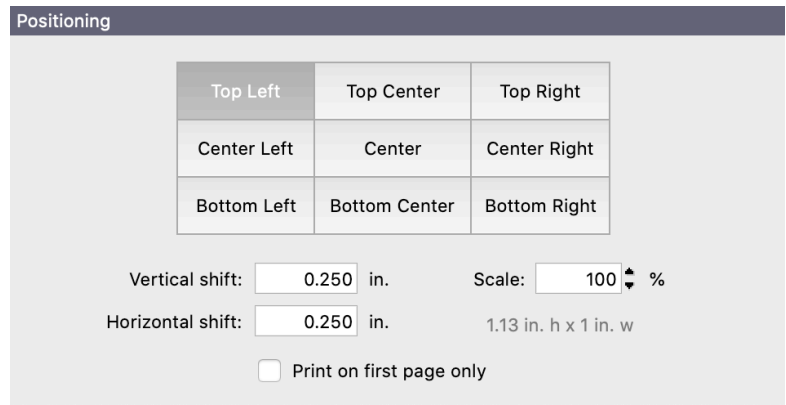 Positioning
Top Left Top Center Top Right
Center Left Center Center Right
Bottom Left Bottom Center Bottom Right
Vertical shift: 0.250 in. Scale: 100 %
Horizontal shift: 0.250 in. 1.13 in. h x 1 in. w
Print on first page only